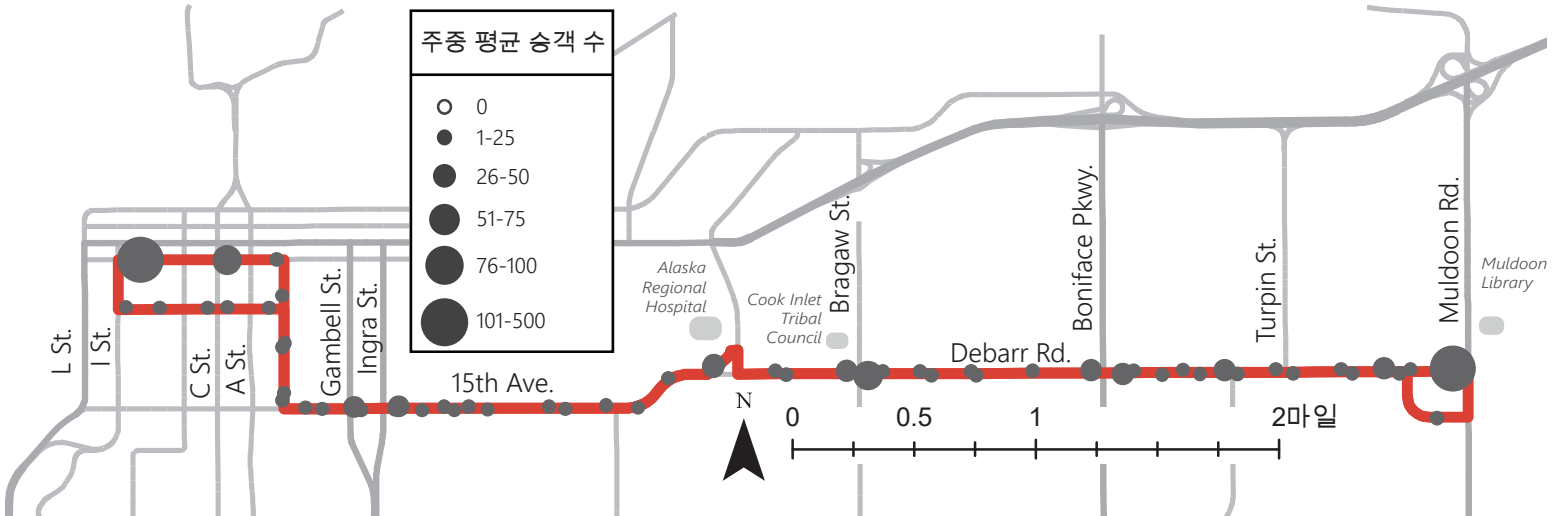 주중 평균 승객 수
0
1-25
26-50
51-75
76-100
101-500
L St.
I St.
C St.
A St.
Gambell St.
Ingra St.
15th Ave.
Alaska
Regional
Hospital
Cook Inlet
Tribal
Council
Bragaw St.
Debarr Rd.
Boniface Pkwy.
Turpin St.
Muldoon Rd.
Muldoon
Library
N
0 0.5 1 2마일